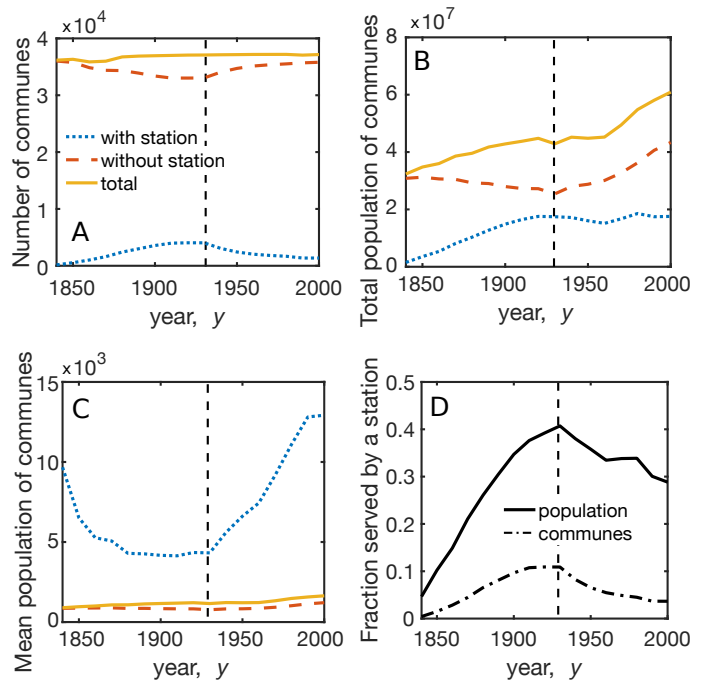 ×10⁴
4
3
2
1
0
Number of communes
with station
without station
total
A
1850
1900
1950
2000
year, y
×10⁷
8
6
4
2
0
Total population of communes
B
1850
1900
1950
2000
year, y
×10³
15
10
5
0
Mean population of communes
C
1850
1900
1950
2000
year, y
0.5
0.4
0.3
0.2
0.1
0
Fraction served by a station
D
population
communes
1850
1900
1950
2000
year, y